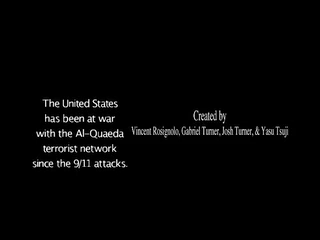 The United States
has been at war
with the Al-Quaeda
terrorist network
since the 9/11 attacks.
Created by
Vincent Rosignolo, Gabriel Turner, Josh Turner, & Yasu Tsuji